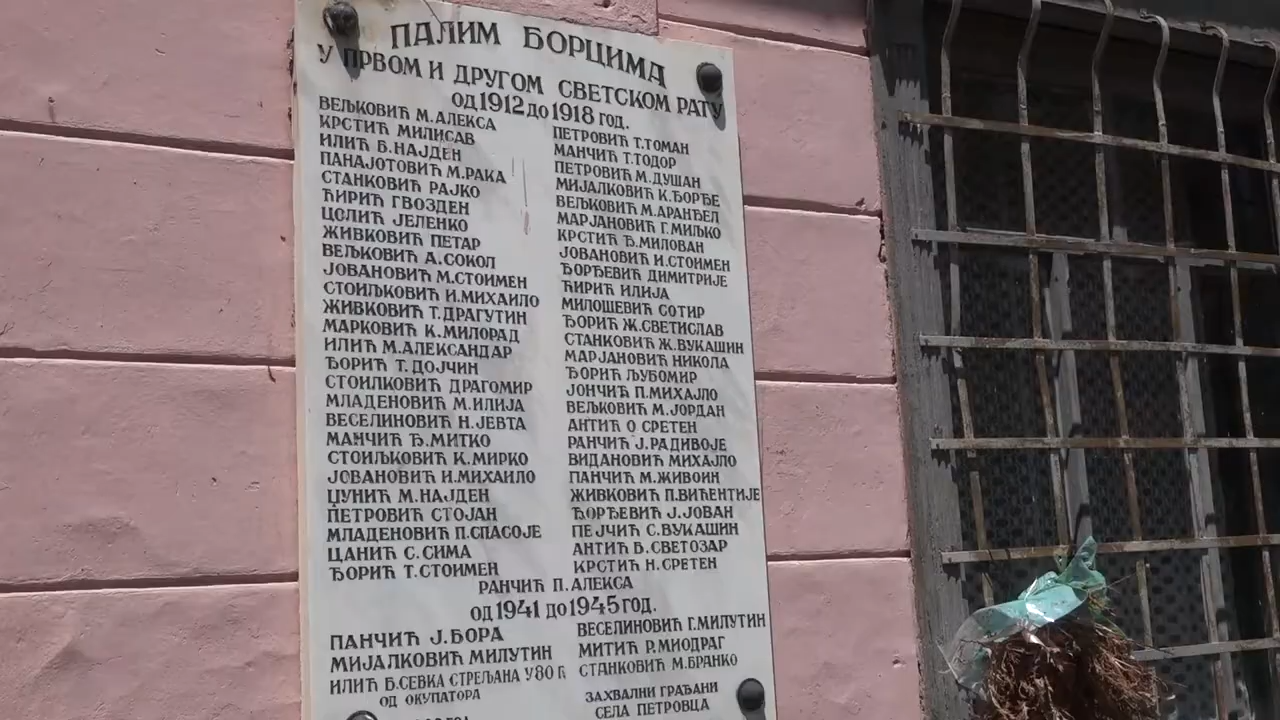 ПАЛИМ БОРЦИМА
У ПРВОМ И ДРУГОМ СВЕТСКОМ РАТУ
ОД 1912 ДО 1918 ГОД.
ВЕЉКОВИЋ М.АЛЕКСА
КРСТИЋ МИЛИСАВ
ИЛИЋ Б.НАЈДЕН
ПАНАЈОТОВИЋ М.РАКА
СТАНКОВИЋ РАЈКО
ЋИРИЋ ГВОЗДЕН
ЦОЛИЋ ЈЕЛЕНКО
ЖИВКОВИЋ ПЕТАР
ВЕЉКОВИЋ А.СОКОЛ
ЈОВАНОВИЋ М.СТОИМЕН
СТОИЉКОВИЋ И.МИХАИЛО
ЖИВКОВИЋ Т.ДРАГУТИН
МАРКОВИЋ К.МИЛОРАД
ИЛИЋ М.АЛЕКСАНДАР
ЂОРИЋ Т.ДОЈЧИН
СТОИЛКОВИЋ ДРАГОМИР
МЛАДЕНОВИЋ М.ИЛИЈА
ВЕСЕЛИНОВИЋ Н.ЈЕВТА
МАНЧИЋ Ђ.МИТКО
СТОИЉКОВИЋ К.МИРКО
ЈОВАНОВИЋ И.МИХАИЛО
ЏУНИЋ М.НАЈДЕН
ПЕТРОВИЋ СТОЈАН
МЛАДЕНОВИЋ П.СПАСОЈЕ
ЦАНИЋ С.СИМА
ЂОРИЋ Т.СТОИМЕН
ПЕТРОВИЋ Т.ТОМАН
МАНЧИЋ Т.ТОДОР
ПЕТРОВИЋ М.ДУШАН
МИЈАЛКОВИЋ К.ЂОРЂЕ
ВЕЉКОВИЋ М.АРАНЂЕЛ
МАРЈАНОВИЋ Г.МИЉКО
КРСТИЋ Ђ.МИЛОВАН
ЈОВАНОВИЋ И.СТОИМЕН
ЂОРЂЕВИЋ ДИМИТРИЈЕ
ЋИРИЋ ИЛИЈА
МИЛОШЕВИЋ СОТИР
ЂОРИЋ Ж.СВЕТИСЛАВ
СТАНКОВИЋ Ж.ВУКАШИН
МАРЈАНОВИЋ НИКОЛА
ЂОРИЋ ЉУБОМИР
ЈОНЧИЋ П.МИХАЈЛО
ВЕЉКОВИЋ М.ЈОРДАН
АНТИЋ О СРЕТЕН
РАНЧИЋ Ј.РАДИВОЈЕ
ВИДАНОВИЋ МИХАЈЛО
ПАНЧИЋ М.ЖИВОИН
ЖИВКОВИЋ П.ВИЋЕНТИЈЕ
ЂОРЂЕВИЋ Ј.ЈОВАН
ПЕЈЧИЋ С.ВУКАШИН
АНТИЋ В.СВЕТОЗАР
КРСТИЋ Н.СРЕТЕН
РАНЧИЋ П.АЛЕКСА
ОД 1941 ДО 1945 ГОД.
ПАНЧИЋ Ј.БОРА
МИЈАЛКОВИЋ МИЛУТИН
ИЛИЋ Б.СЕВКА СТРЕЉАНА У 80 Г.
ОД ОКУПАТОРА
ВЕСЕЛИНОВИЋ Г.МИЛУТИН
МИТИЋ Р.МИОДРАГ
СТАНКОВИЋ М.БРАНКО
ЗАХВАЛНИ ГРАЂАНИ
СЕЛА ПЕТРОВЦА